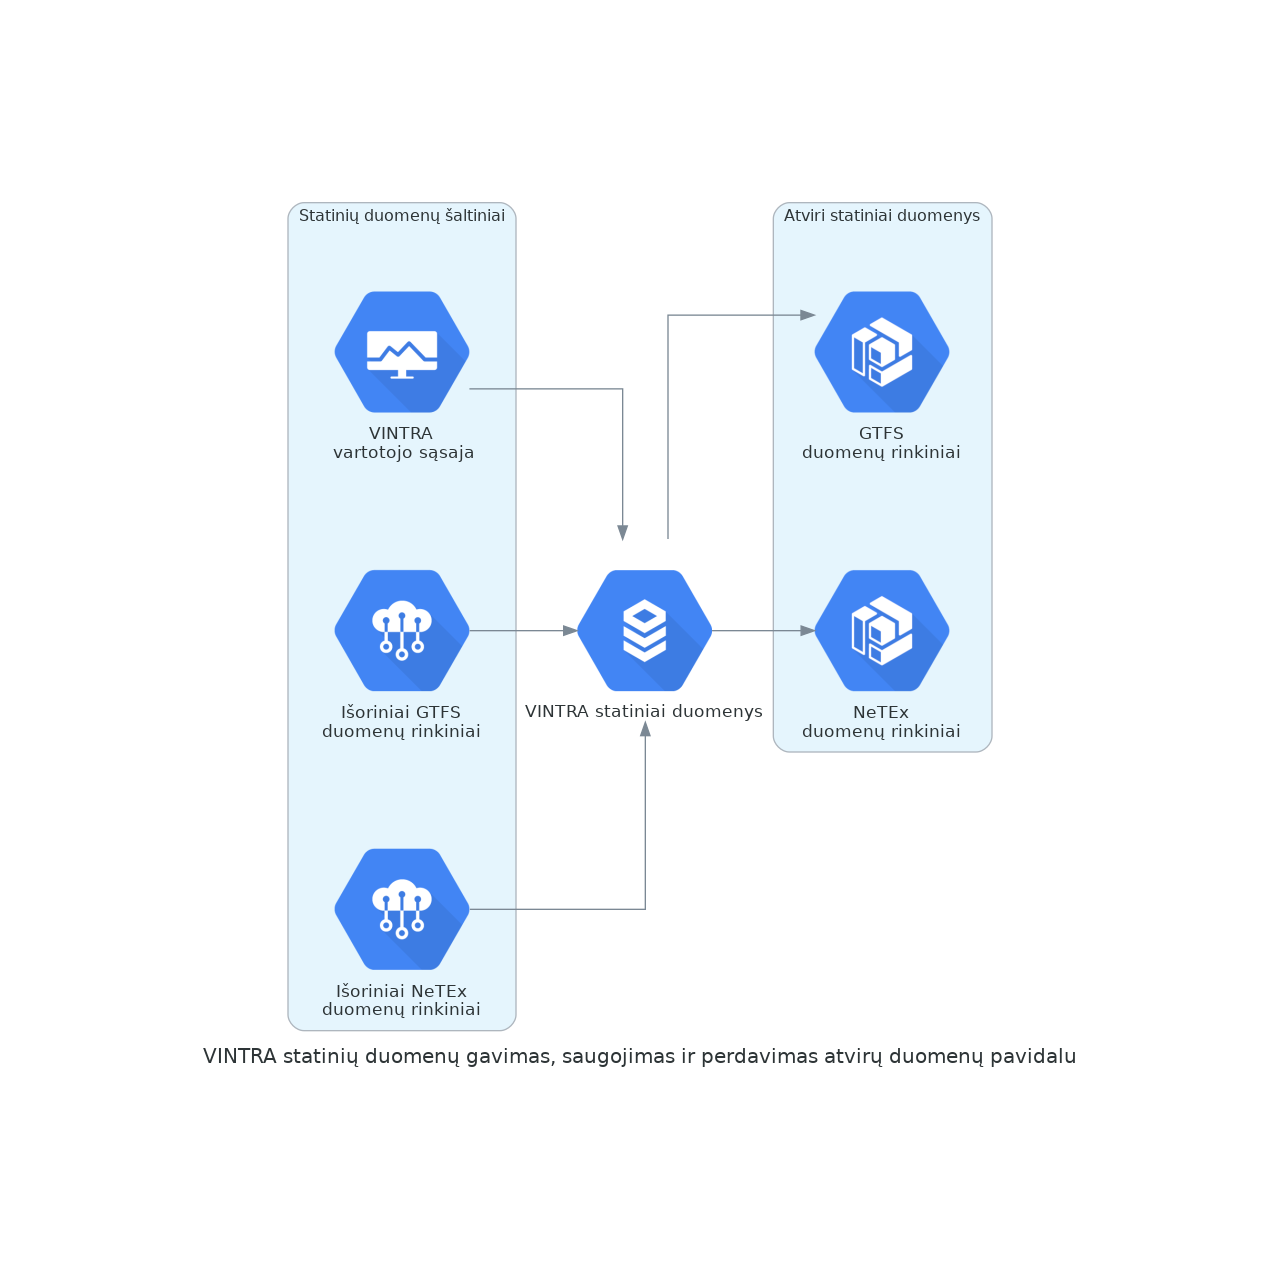 Statinių duomenų šaltiniai
Atviri statiniai duomenys
VINTRA
vartotojo sąsaja
GTFS
duomenų rinkiniai
Išoriniai GTFS
duomenų rinkiniai
VINTRA statiniai duomenys
NeTEx
duomenų rinkiniai
Išoriniai NeTEx
duomenų rinkiniai
VINTRA statinių duomenų gavimas, saugojimas ir perdavimas atvirų duomenų pavidalu